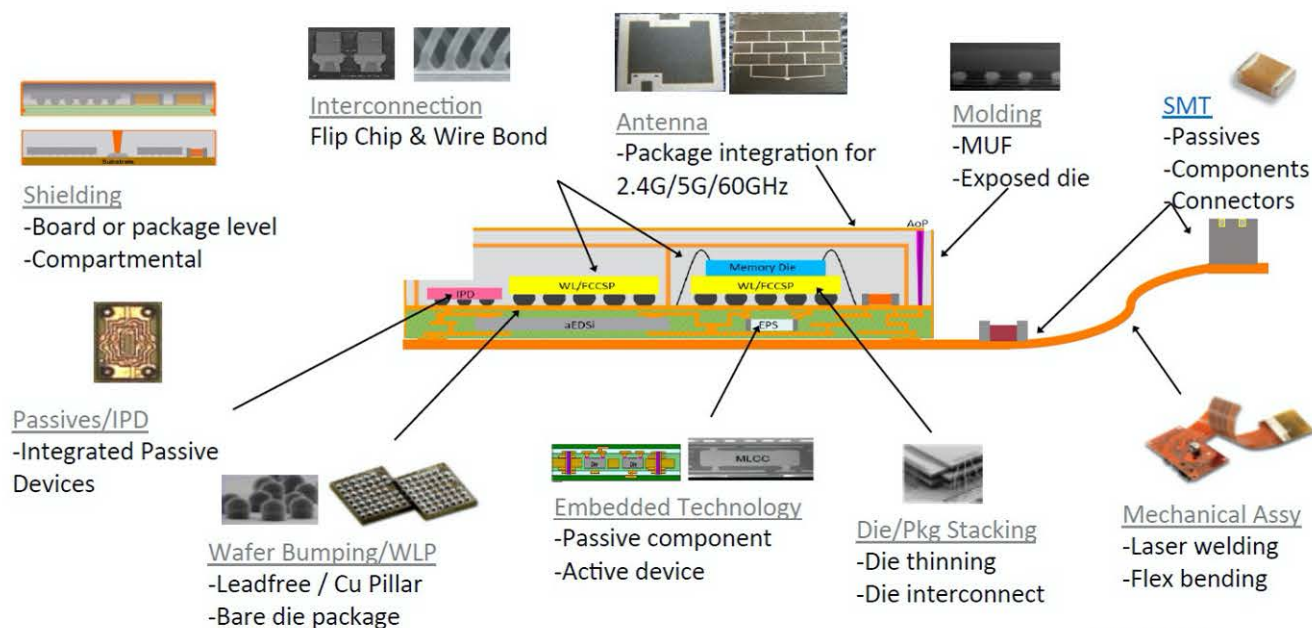 Interconnection
Flip Chip & Wire Bond
Antenna
-Package integration for
2.4G/5G/60GHz
Molding
-MUF
-Exposed die
SMT
-Passives
-Components
-Connectors
Substrate
Shielding
-Board or package level
-Compartmental
AoP
Memory Die
IPD
WL/FCCSP
WL/FCCSP
aEDSi
EPS
Passives/IPD
-Integrated Passive
Devices
Wafer Bumping/WLP
-Leadfree / Cu Pillar
-Bare die package
Die
Die
MLCC
Embedded Technology
-Passive component
-Active device
Die/Pkg Stacking
-Die thinning
-Die interconnect
Mechanical Assy
-Laser welding
-Flex bending